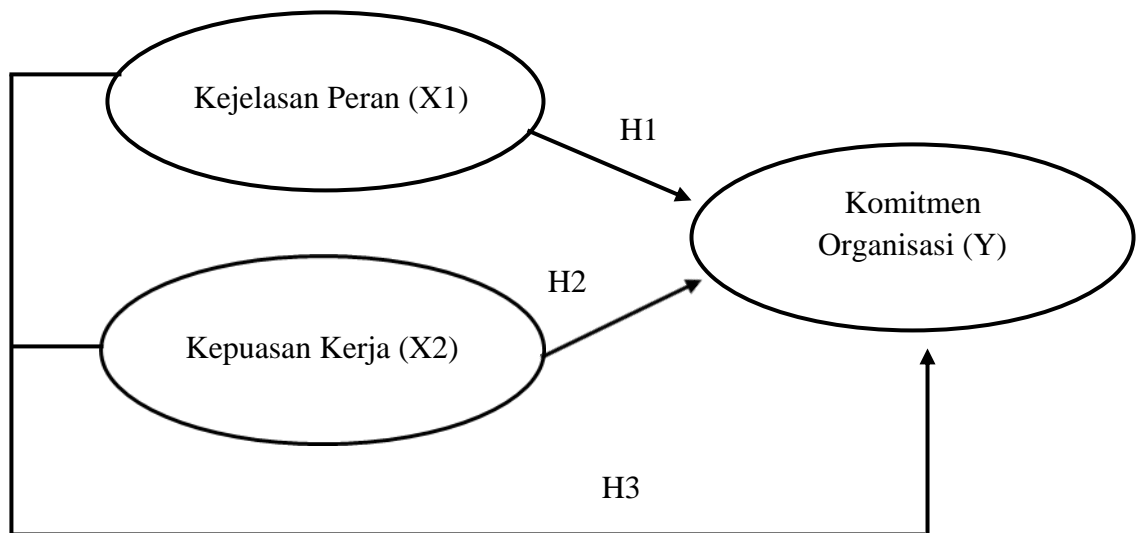 Kejelasan Peran (X1)
H1
Komitmen
Organisasi (Y)
H2
Kepuasan Kerja (X2)
H3